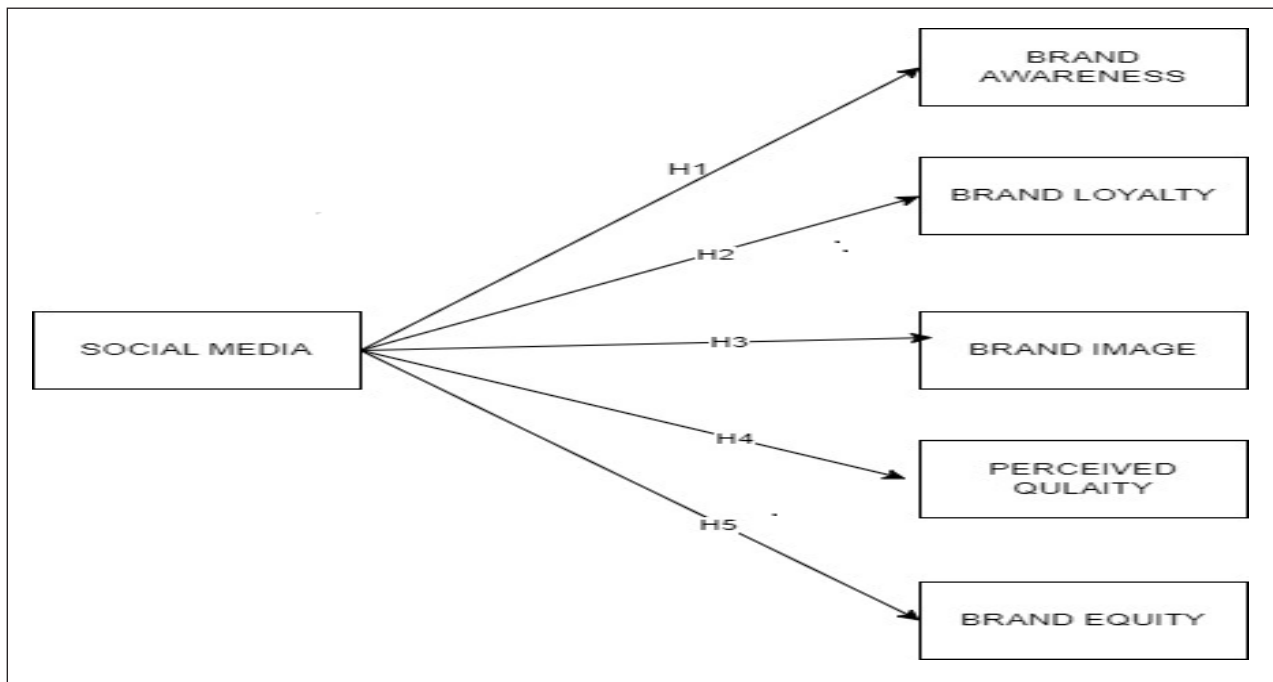 BRAND
AWARENESS
H1
BRAND LOYALTY
H2
SOCIAL MEDIA
H3
BRAND IMAGE
H4
PERCEIVED
QULAITY
H5
BRAND EQUITY